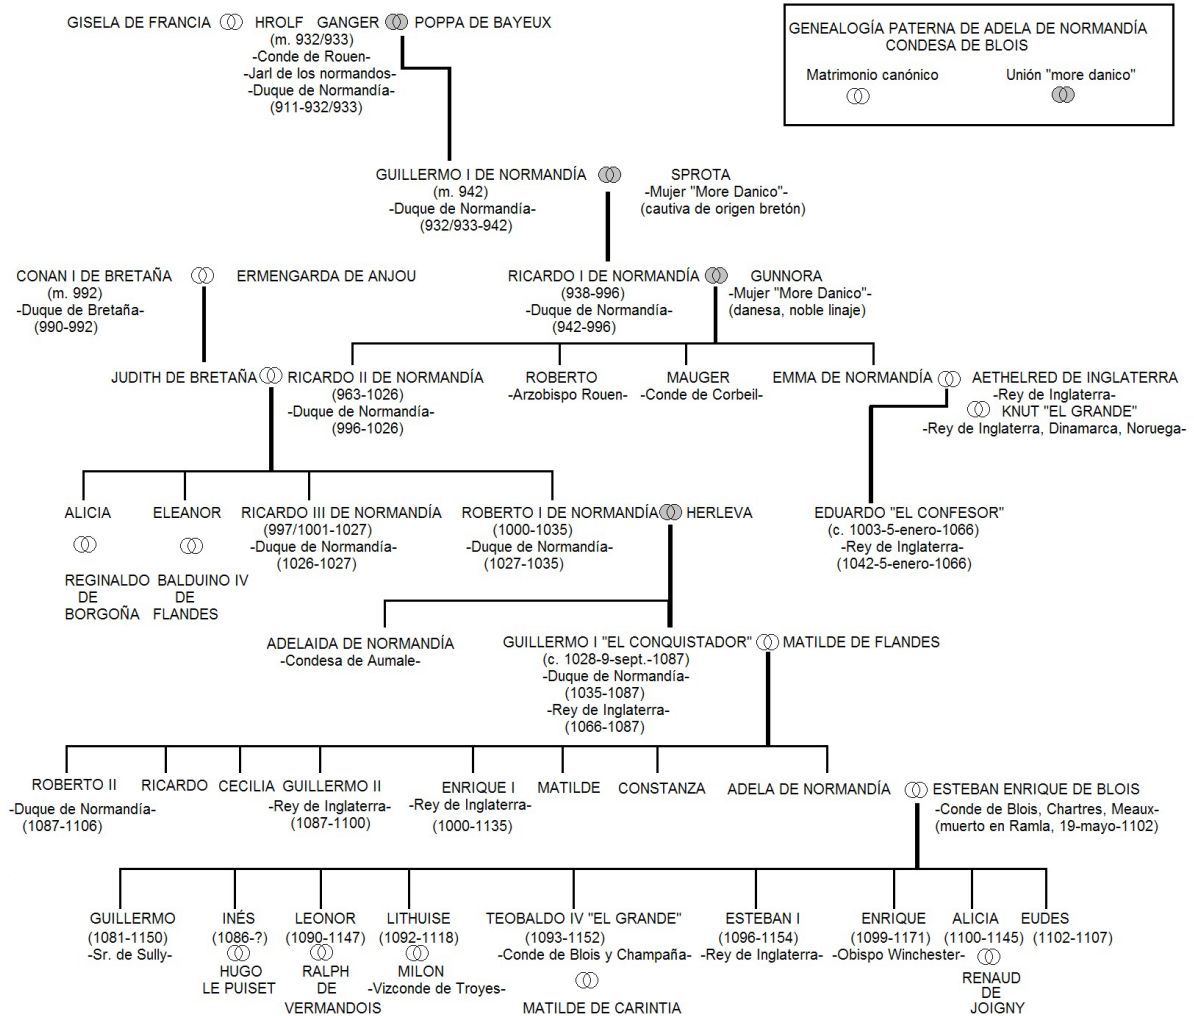 GISELA DE FRANCIA HROLF GANGER POPPA DE BAYEUX
(m. 932/933)
-Conde de Rouen-
-Jarl de los normandos-
-Duque de Normandía-
(911-932/933)
GENEALOGÍA PATERNA DE ADELA DE NORMANDÍA
CONDESA DE BLOIS
Matrimonio canónico Unión "more danico"
GUILLERMO I DE NORMANDÍA SPROTA
(m. 942) -Mujer "More Danico"-
-Duque de Normandía- (cautiva de origen bretón)
(932/933-942)
CONAN I DE BRETAÑA ERMENGARDA DE ANJOU RICARDO I DE NORMANDÍA GUNNORA
(m. 992) (938-996) -Mujer "More Danico"-
-Duque de Bretaña- -Duque de Normandía- (danesa, noble linaje)
(990-992) (942-996)
JUDITH DE BRETAÑA RICARDO II DE NORMANDÍA ROBERTO MAUGER EMMA DE NORMANDÍA AETHELRED DE INGLATERRA
(963-1026) -Arzobispo Rouen- -Conde de Corbeil- -Rey de Inglaterra-
-Duque de Normandía- KNUT "EL GRANDE"
(996-1026) -Rey de Inglaterra, Dinamarca, Noruega-
ALICIA ELEANOR RICARDO III DE NORMANDÍA ROBERTO I DE NORMANDÍA HERLEVA EDUARDO "EL CONFESOR"
(997/1001-1027) (1000-1035) (c. 1003-5-enero-1066)
-Duque de Normandía- -Duque de Normandía- -Rey de Inglaterra-
(1026-1027) (1027-1035) (1042-5-enero-1066)
REGINALDO BALDUINO IV
DE DE
BORGOÑA FLANDES
ADELAIDA DE NORMANDÍA GUILLERMO I "EL CONQUISTADOR" MATILDE DE FLANDES
-Condesa de Aumale- (c. 1028-9-sept.-1087)
-Duque de Normandía-
(1035-1087)
-Rey de Inglaterra-
(1066-1087)
ROBERTO II RICARDO CECILIA GUILLERMO II ENRIQUE I MATILDE CONSTANZA ADELA DE NORMANDÍA ESTEBAN ENRIQUE DE BLOIS
-Duque de Normandía- -Rey de Inglaterra- -Rey de Inglaterra- -Conde de Blois, Chartres, Meaux-
(1087-1106) (1087-1100) (1000-1135) (muerto en Ramla, 19-mayo-1102)
GUILLERMO INÉS LEONOR LITHUISE TEOBALDO IV "EL GRANDE" ESTEBAN I ENRIQUE ALICIA EUDES
(1081-1150) (1086-?) (1090-1147) (1092-1118) (1093-1152) (1096-1154) (1099-1171) (1100-1145) (1102-1107)
-Sr. de Sully- -Conde de Blois y Champaña- -Rey de Inglaterra- -Obispo Winchester-
HUGO RALPH MILON RENAUD
LE PUISET DE -Vizconde de Troyes- DE
VERMANDOIS MATILDE DE CARINTIA JOIGNY